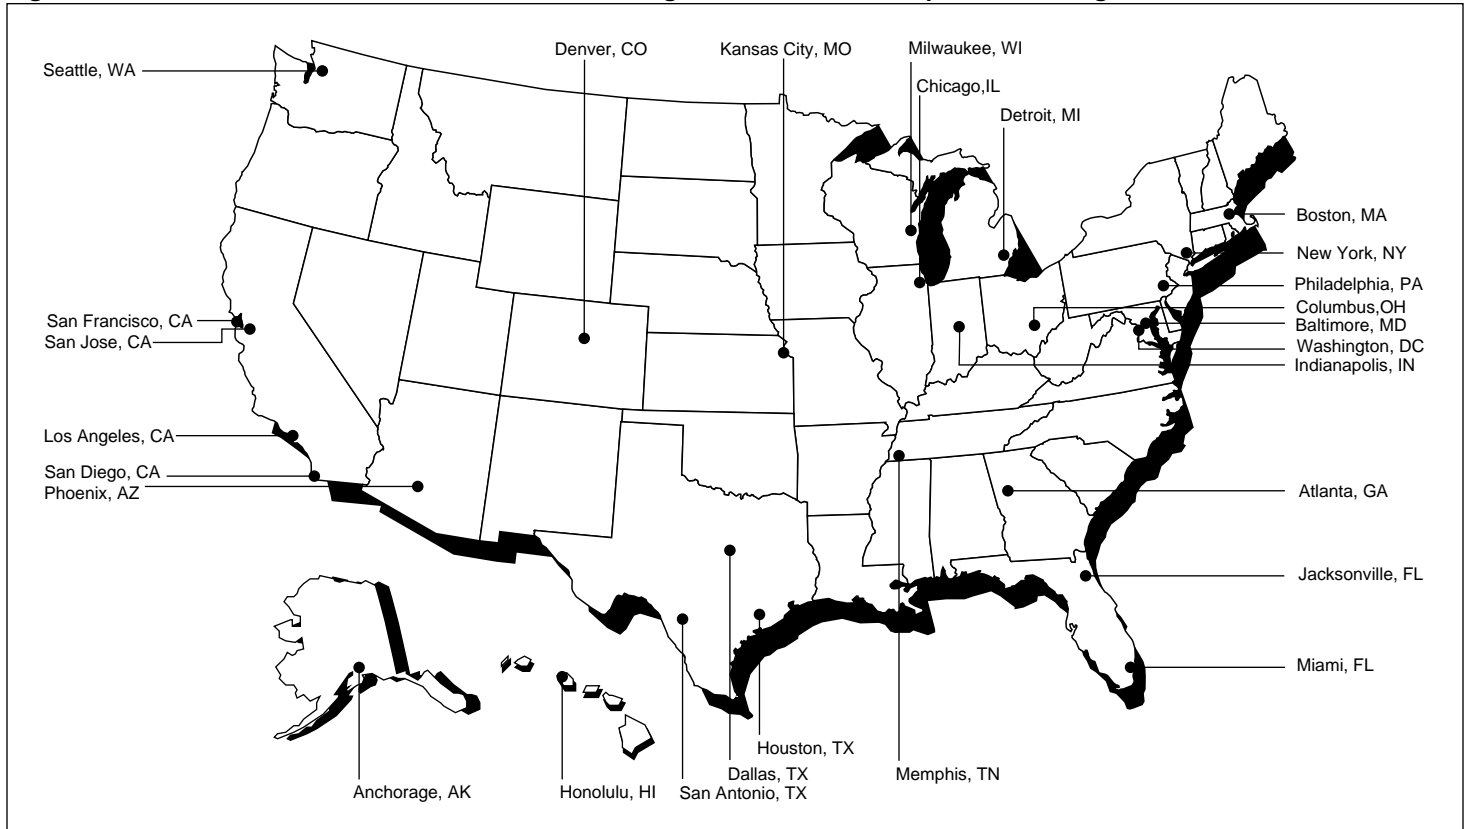 Denver, CO
Kansas City, MO
Milwaukee, WI
Seattle, WA
Chicago,IL
Detroit, MI
Boston, MA
New York, NY
Philadelphia, PA
Columbus,OH
San Francisco, CA
Baltimore, MD
San Jose, CA
Washington, DC
Indianapolis, IN
Los Angeles, CA
San Diego, CA
Phoenix, AZ
Atlanta, GA
Jacksonville, FL
Miami, FL
Houston, TX
Dallas, TX
Memphis, TN
Anchorage, AK
Honolulu, HI
San Antonio, TX